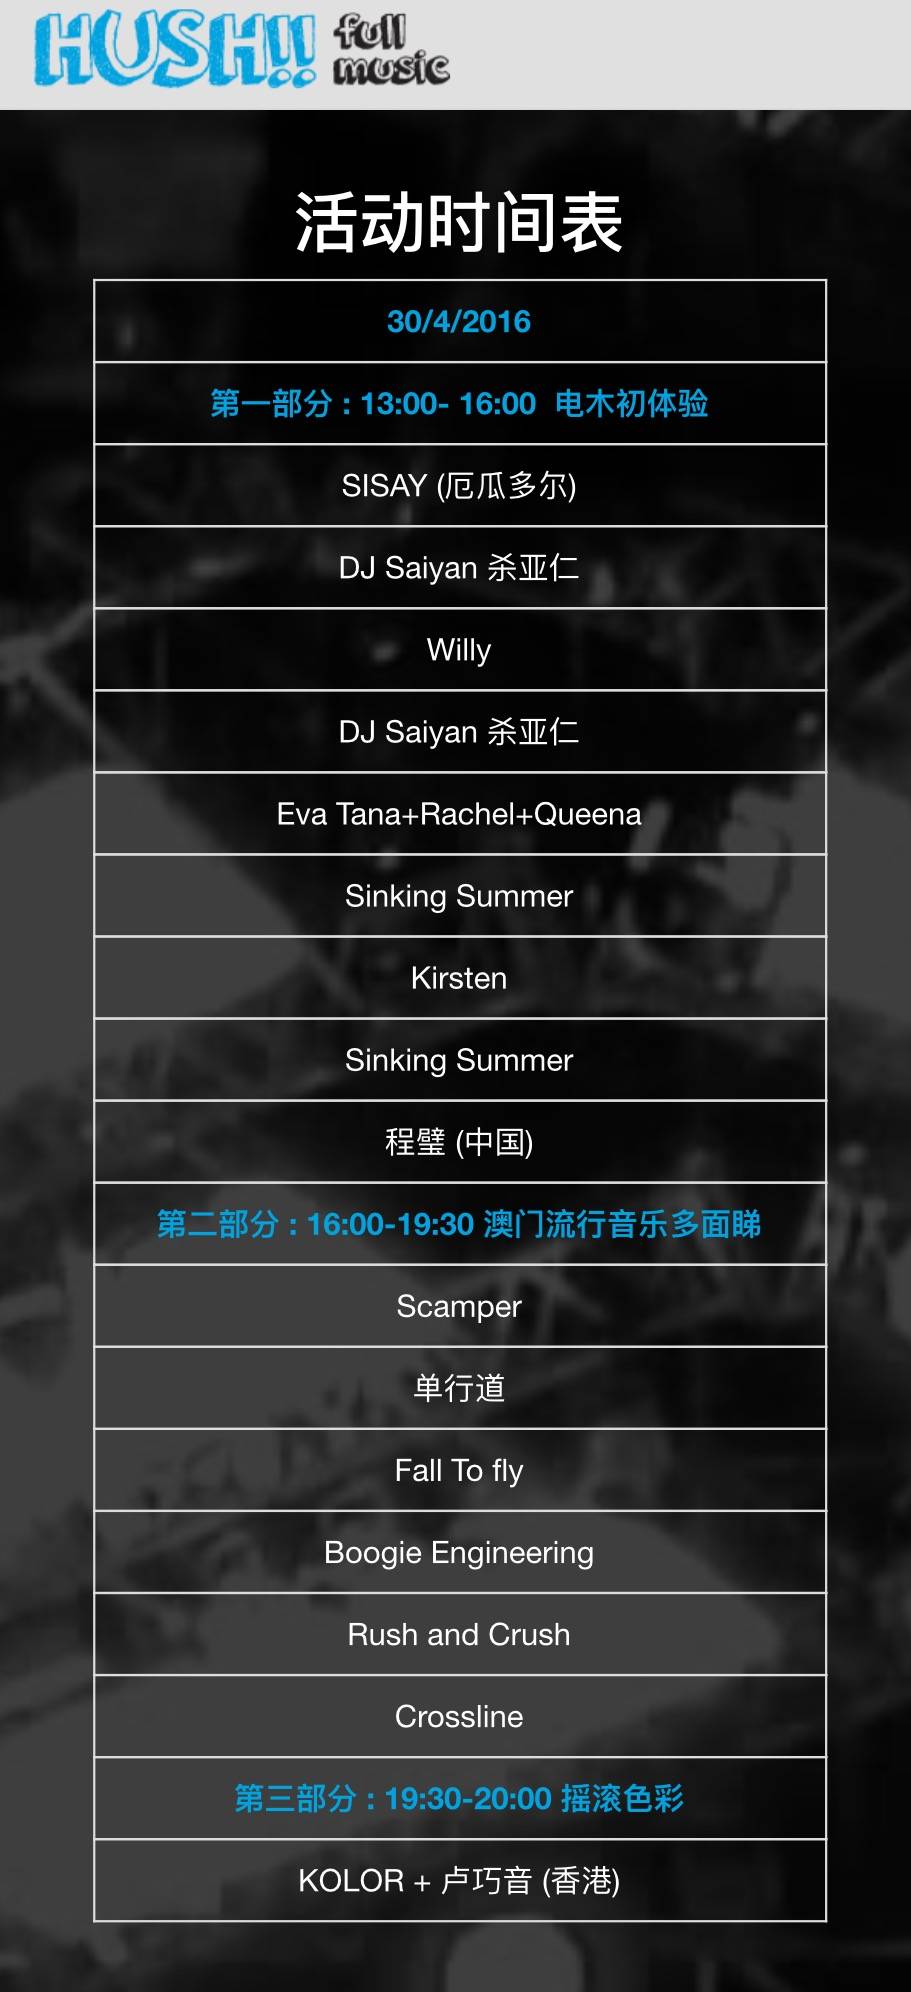 HUSH!! full music
活动时间表
30/4/2016
第一部分 : 13:00- 16:00 电木初体验
SISAY (厄瓜多尔)
DJ Saiyan 杀亚仁
Willy
DJ Saiyan 杀亚仁
Eva Tana+Rachel+Queena
Sinking Summer
Kirsten
Sinking Summer
程璧 (中国)
第二部分 : 16:00-19:30 澳门流行音乐多面睇
Scamper
单行道
Fall To fly
Boogie Engineering
Rush and Crush
Crossline
第三部分 : 19:30-20:00 摇滚色彩
KOLOR + 卢巧音 (香港)